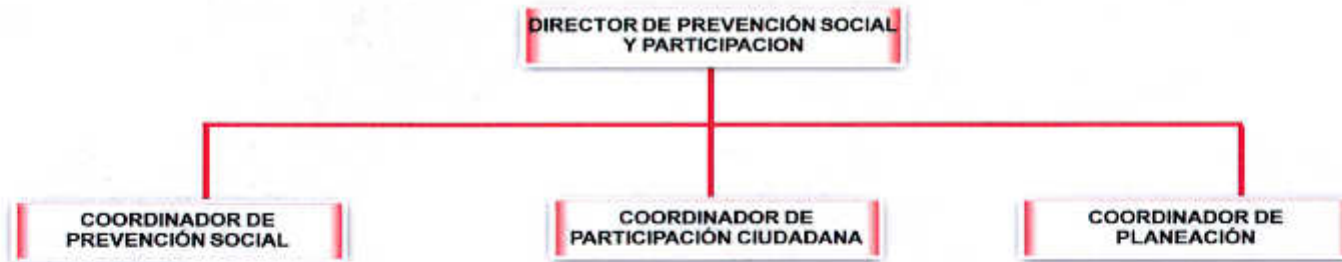 DIRECTOR DE PREVENCIÓN SOCIAL
Y PARTICIPACION
COORDINADOR DE
PREVENCIÓN SOCIAL
COORDINADOR DE
PARTICIPACIÓN CIUDADANA
COORDINADOR DE
PLANEACIÓN